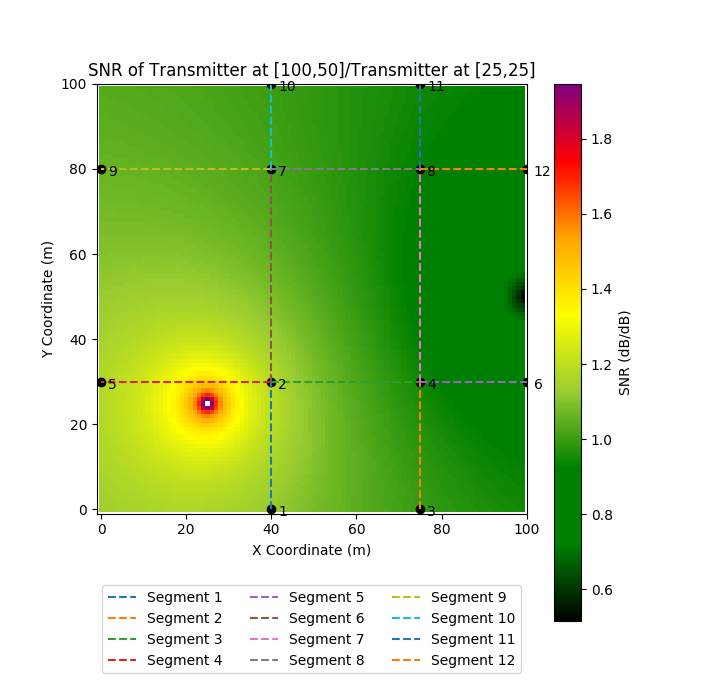 SNR of Transmitter at [100,50]/Transmitter at [25,25]
100
80
60
40
20
0
Y Coordinate (m)
10
11
9
7
8
12
5
2
4
6
1
3
0
20
40
60
80
100
X Coordinate (m)
1.8
1.6
1.4
1.2
1.0
0.8
0.6
SNR (dB/dB)
Segment 1
Segment 2
Segment 3
Segment 4
Segment 5
Segment 6
Segment 7
Segment 8
Segment 9
Segment 10
Segment 11
Segment 12